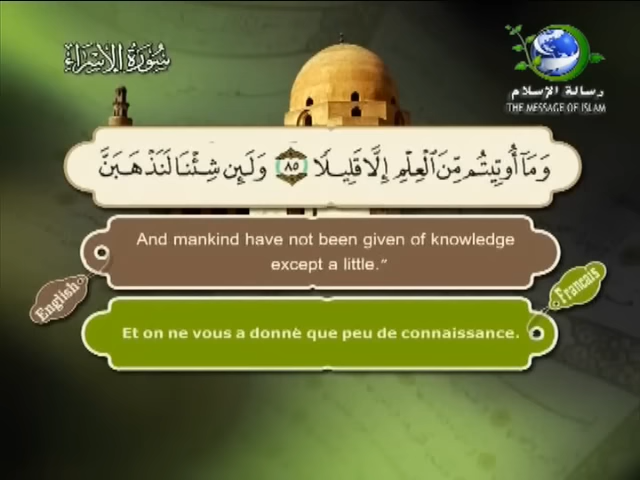 سُورَةُ الإِسْرَاءِ
رسالة الإسلام
THE MESSAGE OF ISLAM
وَمَآ أُوتِيتُم مِّنَ ٱلْعِلْمِ إِلَّا قَلِيلًا ٨٥ وَلَئِن شِئْنَا لَنَذْهَبَنَّ
And mankind have not been given of knowledge
except a little.”
English
Francais
Et on ne vous a donné que peu de connaissance.